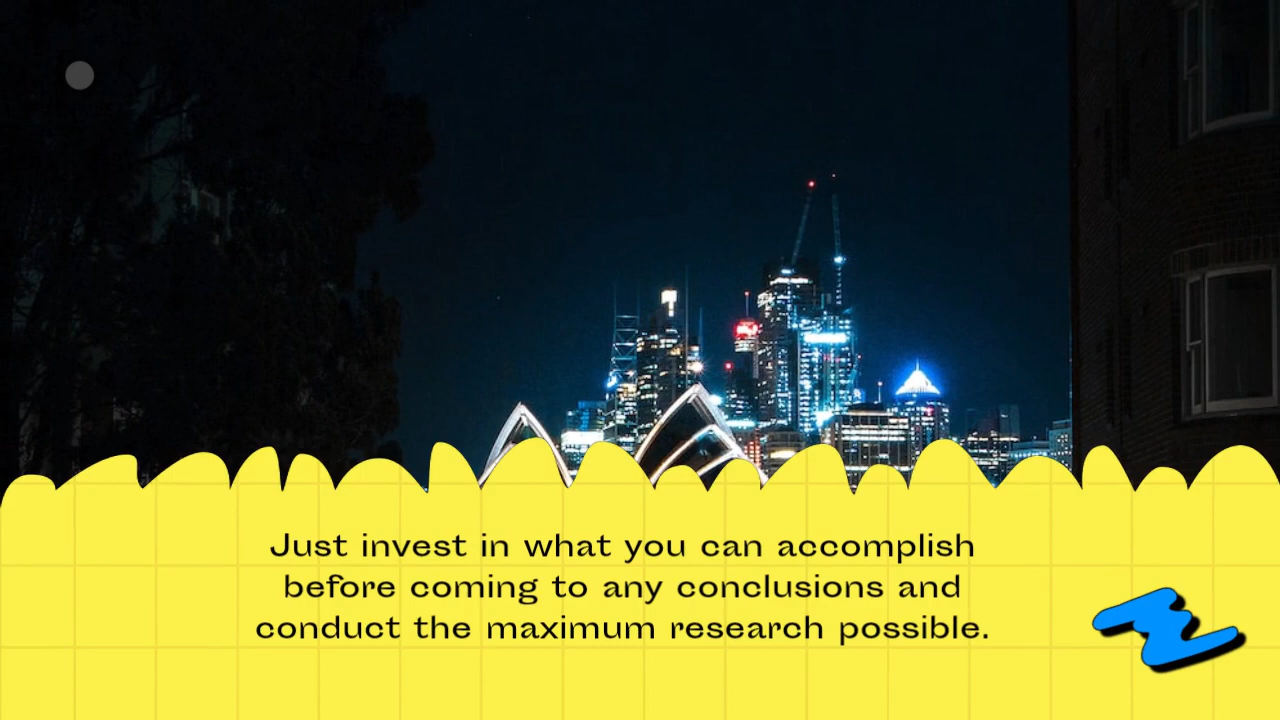 Just invest in what you can accomplish
before coming to any conclusions and
conduct the maximum research possible.